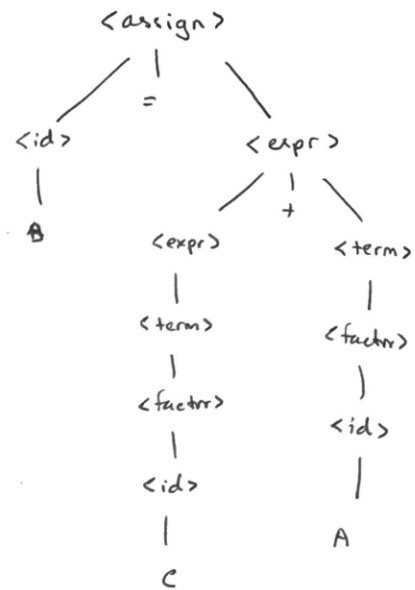 <assign>
=
<id> <expr>
+
B
<expr> <term>
<term> <factor>
<factor> <id>
<id>
A
C